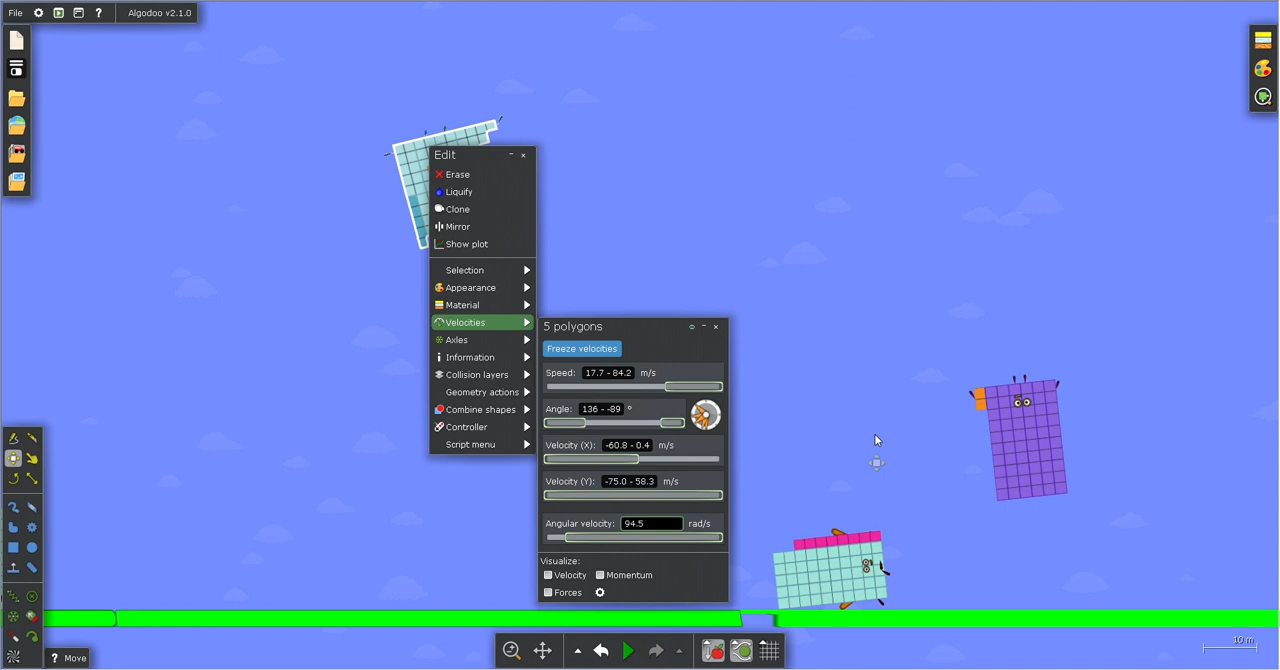 File ? Algodoo v2.1.0
Edit
Erase
Liquify
Clone
Mirror
Show plot
Selection
Appearance
Material
Velocities
Axles
Information
Collision layers
Geometry actions
Combine shapes
Controller
Script menu
5 polygons
Freeze velocities
Speed: 17.7 - 84.2 m/s
Angle: 136 - -89 °
Velocity (X): -60.8 - 0.4 m/s
Velocity (Y): -75.0 - 58.3 m/s
Angular velocity: 94.5 rad/s
Visualize:
Velocity Momentum
Forces
10 m
? Move